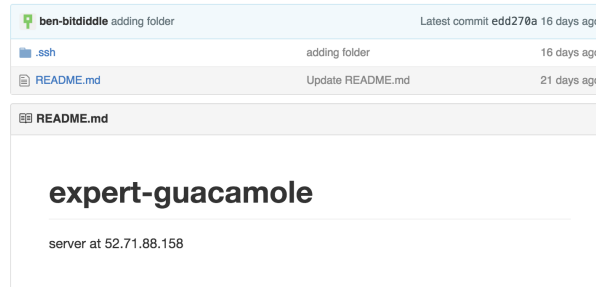 ben-bitdiddle adding folder Latest commit edd270a 16 days ago
.ssh adding folder 16 days ago
README.md Update README.md 21 days ago
README.md
expert-guacamole
server at 52.71.88.158